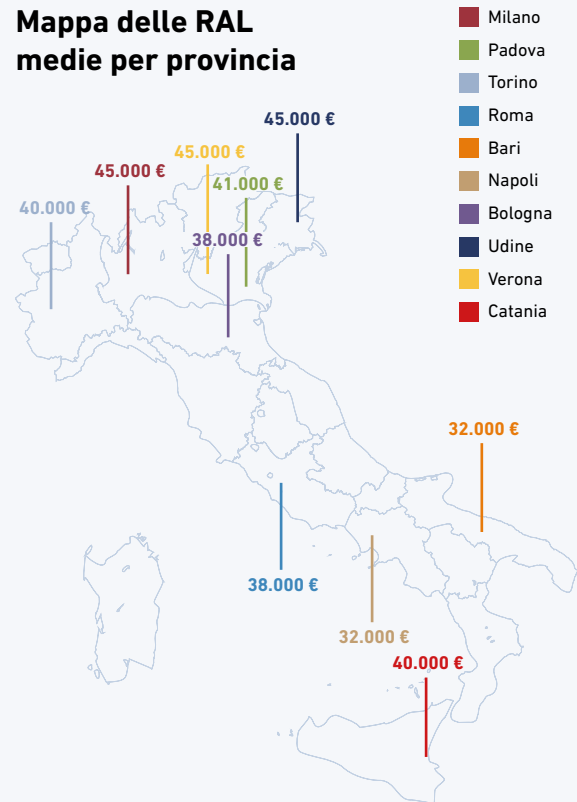 Mappa delle RAL
medie per provincia
Milano
Padova
Torino
Roma
Bari
Napoli
Bologna
Udine
Verona
Catania
45.000 €
45.000 €
45.000 €
41.000 €
40.000 €
38.000 €
32.000 €
38.000 €
32.000 €
40.000 €